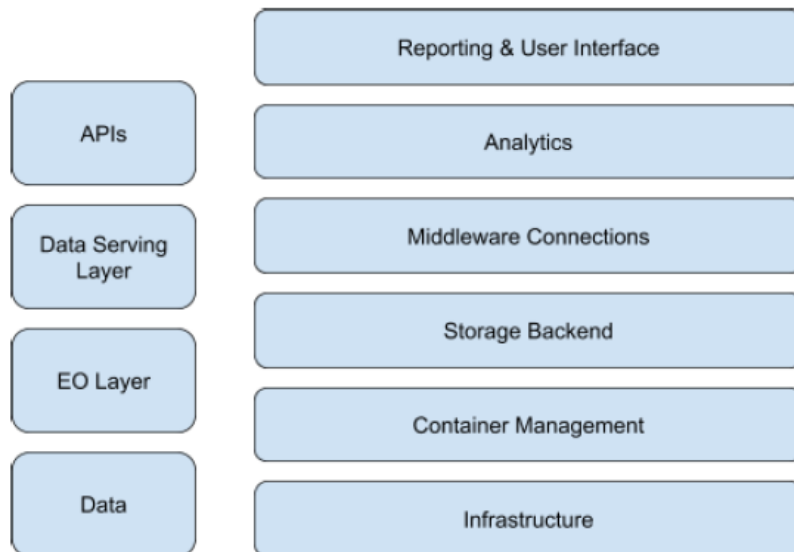 APIs
Data Serving
Layer
EO Layer
Data
Reporting & User Interface
Analytics
Middleware Connections
Storage Backend
Container Management
Infrastructure